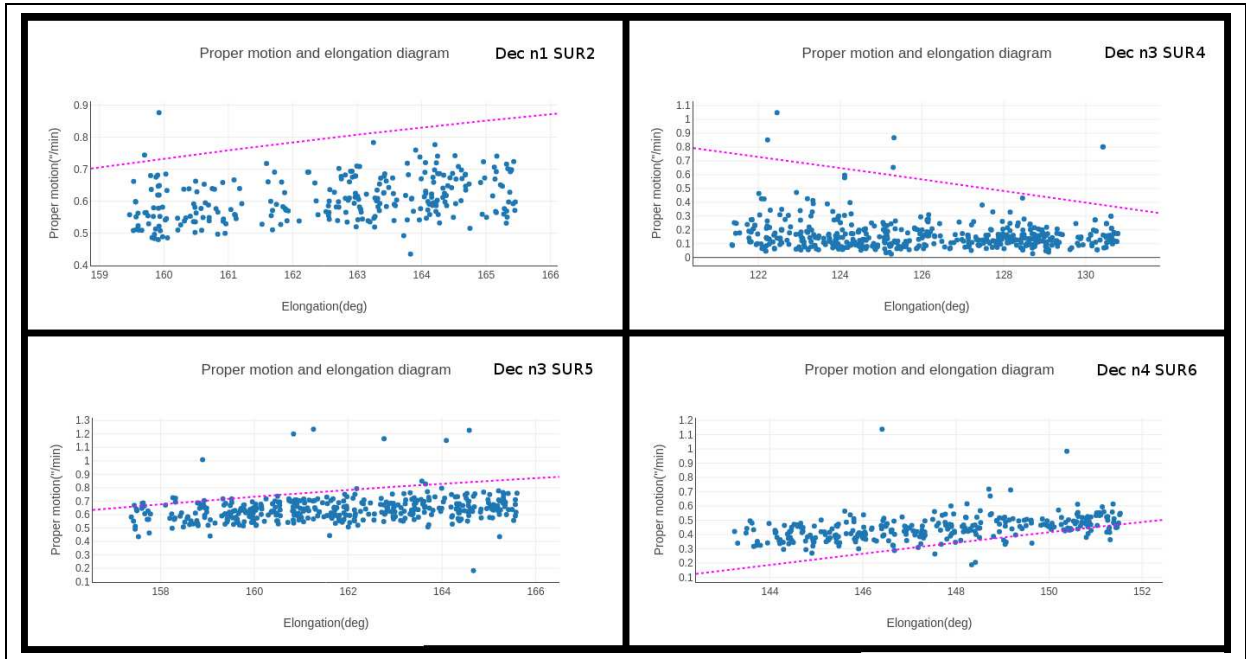 Proper motion and elongation diagram Dec n1 SUR2
0.9
0.8
0.7
0.6
0.5
0.4
Proper motion("/min)
159 160 161 162 163 164 165 166
Elongation(deg)
Proper motion and elongation diagram Dec n3 SUR4
1.1
1
0.9
0.8
0.7
0.6
0.5
0.4
0.3
0.2
0.1
0
Proper motion("/min)
122 124 126 128 130
Elongation(deg)
Proper motion and elongation diagram Dec n3 SUR5
1.3
1.2
1.1
1
0.9
0.8
0.7
0.6
0.5
0.4
0.3
0.2
0.1
Proper motion("/min)
158 160 162 164 166
Elongation(deg)
Proper motion and elongation diagram Dec n4 SUR6
1.2
1.1
1
0.9
0.8
0.7
0.6
0.5
0.4
0.3
0.2
0.1
Proper motion("/min)
144 146 148 150 152
Elongation(deg)